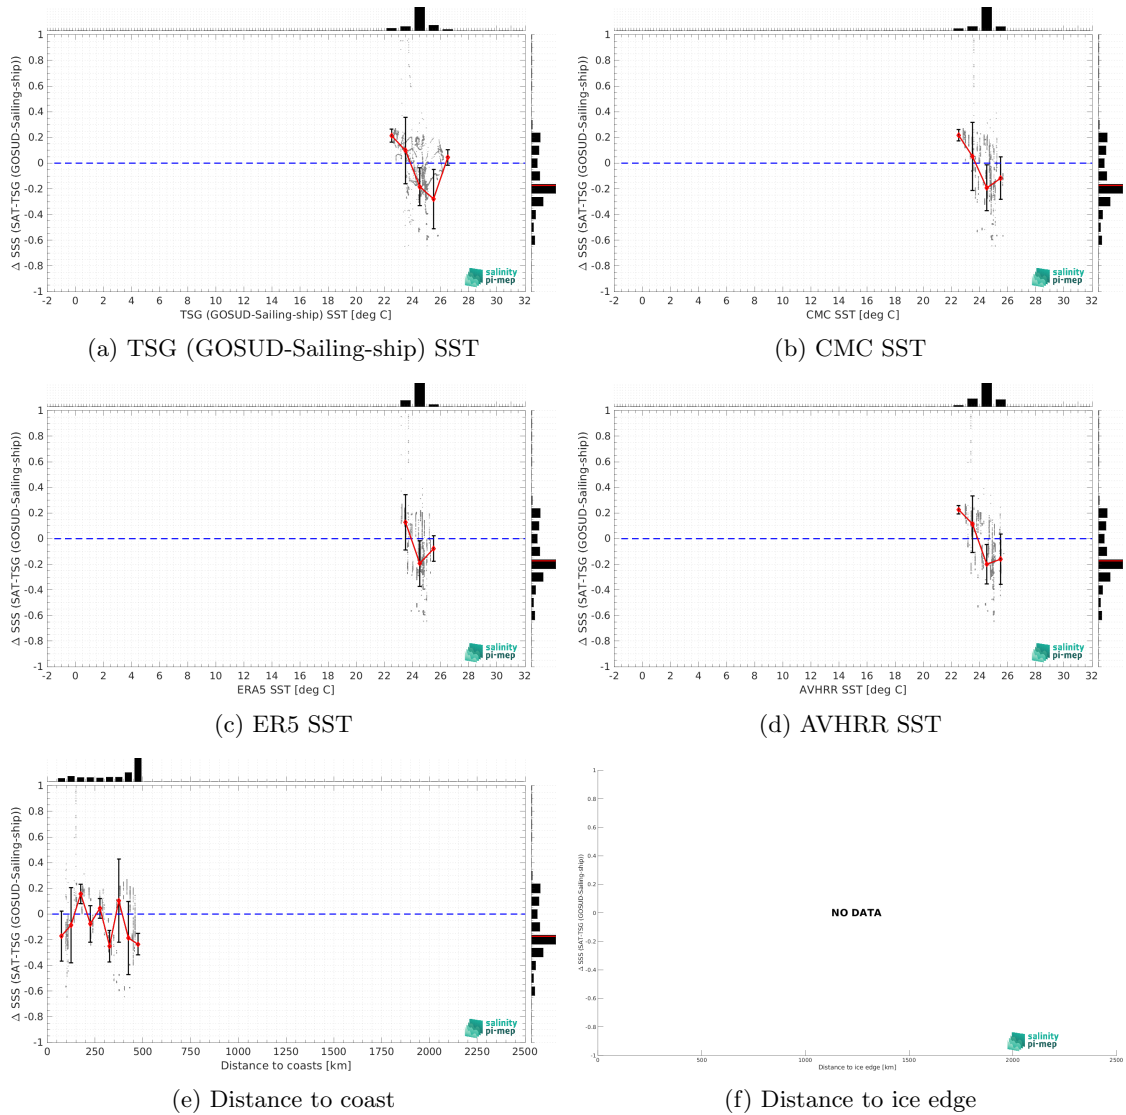 1
0.8
0.6
0.4
0.2
0
-0.2
-0.4
-0.6
-0.8
-1
Δ SSS (SAT-TSG (GOSUD-Sailing-ship))
-2 0 2 4 6 8 10 12 14 16 18 20 22 24 26 28 30 32
TSG (GOSUD-Sailing-ship) SST [deg C]
salinity
pi-mep
(a) TSG (GOSUD-Sailing-ship) SST
1
0.8
0.6
0.4
0.2
0
-0.2
-0.4
-0.6
-0.8
-1
Δ SSS (SAT-TSG (GOSUD-Sailing-ship))
-2 0 2 4 6 8 10 12 14 16 18 20 22 24 26 28 30 32
CMC SST [deg C]
salinity
pi-mep
(b) CMC SST
1
0.8
0.6
0.4
0.2
0
-0.2
-0.4
-0.6
-0.8
-1
Δ SSS (SAT-TSG (GOSUD-Sailing-ship))
-2 0 2 4 6 8 10 12 14 16 18 20 22 24 26 28 30 32
ERA5 SST [deg C]
salinity
pi-mep
(c) ER5 SST
1
0.8
0.6
0.4
0.2
0
-0.2
-0.4
-0.6
-0.8
-1
Δ SSS (SAT-TSG (GOSUD-Sailing-ship))
-2 0 2 4 6 8 10 12 14 16 18 20 22 24 26 28 30 32
AVHRR SST [deg C]
salinity
pi-mep
(d) AVHRR SST
1
0.8
0.6
0.4
0.2
0
-0.2
-0.4
-0.6
-0.8
-1
Δ SSS (SAT-TSG (GOSUD-Sailing-ship))
0 250 500 750 1000 1250 1500 1750 2000 2250 2500
Distance to coasts [km]
salinity
pi-mep
(e) Distance to coast
1
0.8
0.6
0.4
0.2
0
-0.2
-0.4
-0.6
-0.8
-1
Δ SSS (SAT-TSG (GOSUD-Sailing-ship))
NO DATA
0 500 1000 1500 2000 2500
Distance to ice edge [km]
salinity
pi-mep
(f) Distance to ice edge